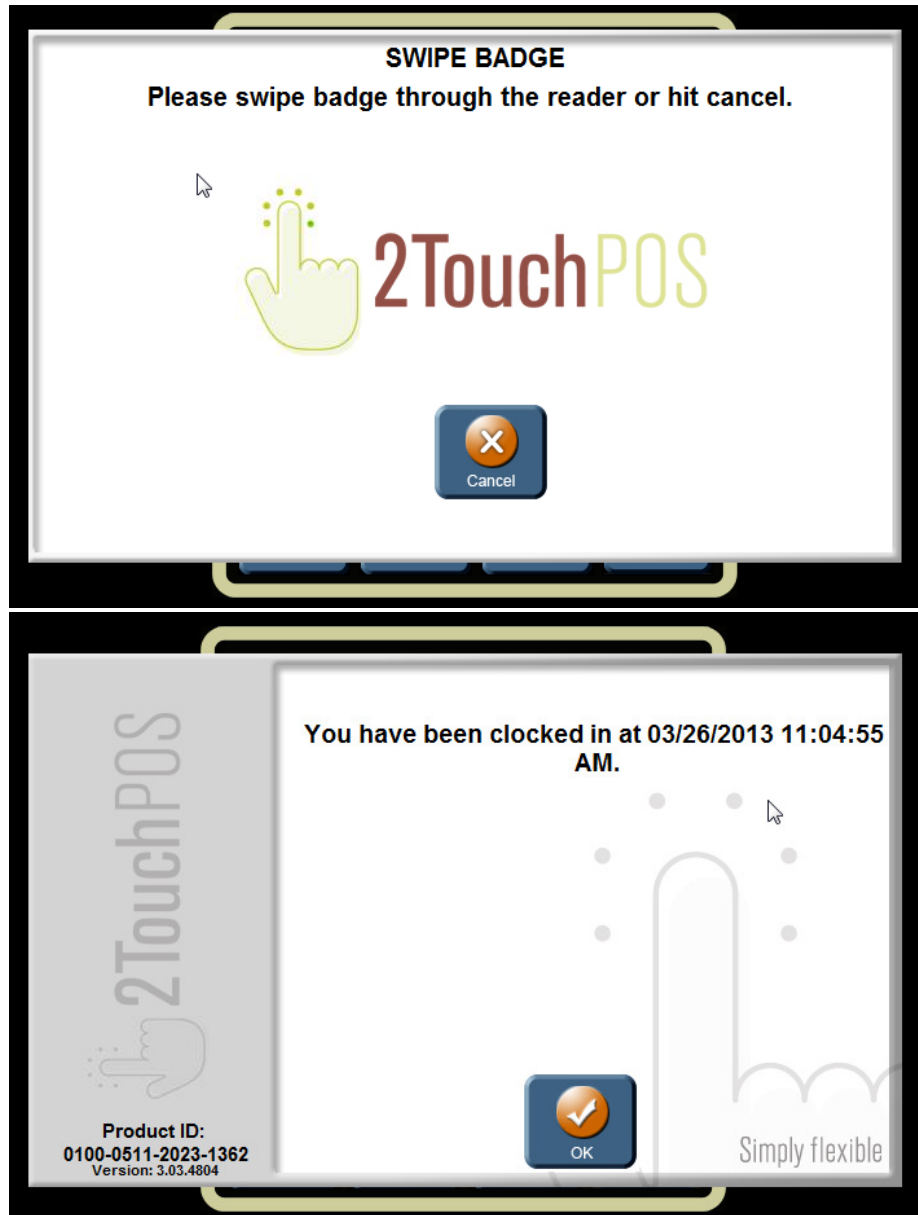 SWIPE BADGE
Please swipe badge through the reader or hit cancel.
2TouchPOS
Cancel
2TouchPOS
Product ID:
0100-0511-2023-1362
Version: 3.03.4804
You have been clocked in at 03/26/2013 11:04:55
AM.
OK
Simply flexible